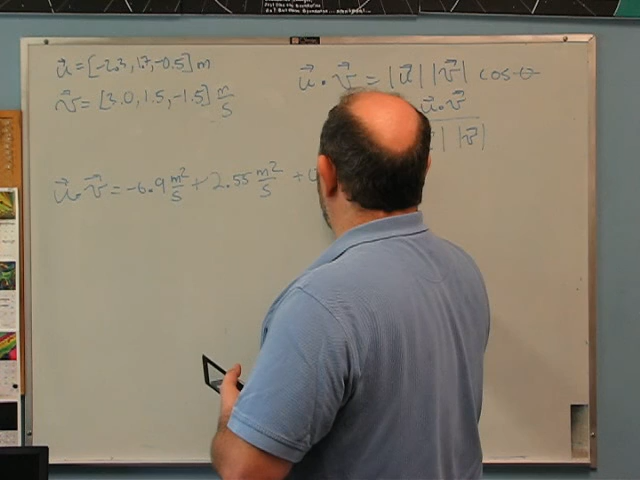 u⃗ = [-2.3, 1.7, -0.5] m
v⃗ = [3.0, 1.5, -1.5] m/s
u⃗ · v⃗ = |u⃗| |v⃗| cos θ
u⃗ · v⃗
| |v⃗|
u⃗ · v⃗ = -6.9 m²/s + 2.55 m²/s + 0